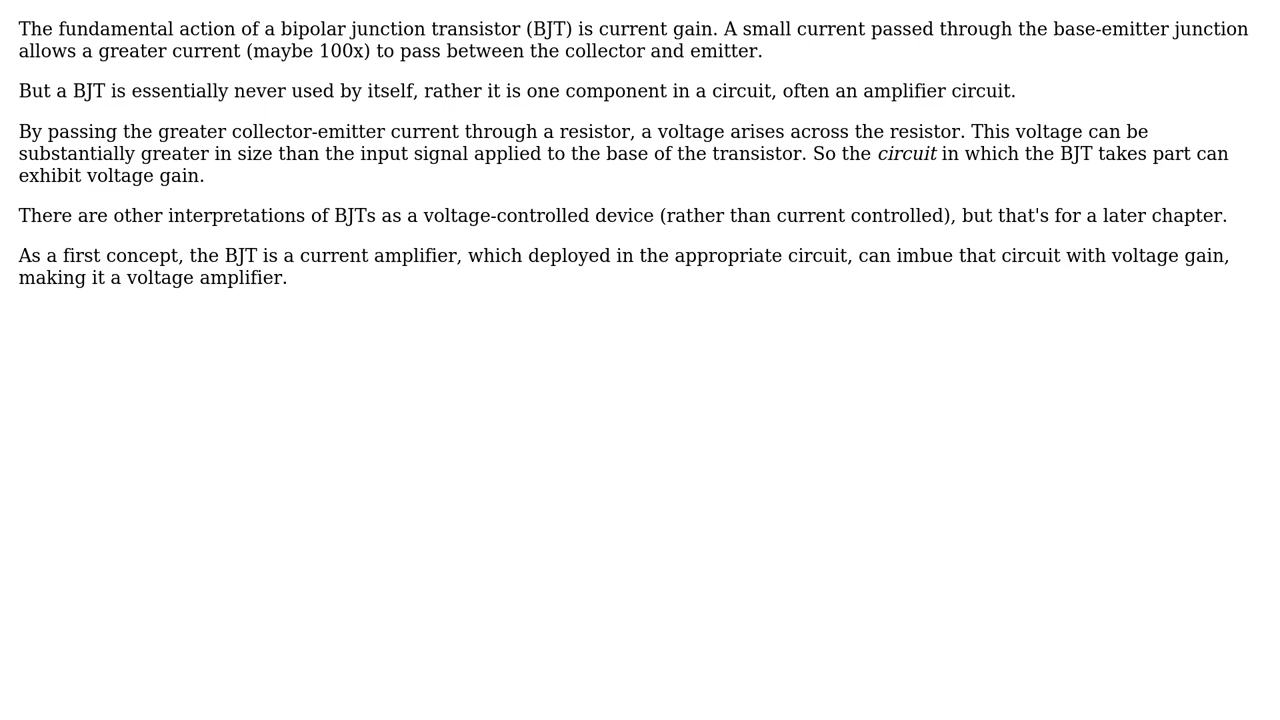 The fundamental action of a bipolar junction transistor (BJT) is current gain. A small current passed through the base-emitter junction
allows a greater current (maybe 100x) to pass between the collector and emitter.
But a BJT is essentially never used by itself, rather it is one component in a circuit, often an amplifier circuit.
By passing the greater collector-emitter current through a resistor, a voltage arises across the resistor. This voltage can be
substantially greater in size than the input signal applied to the base of the transistor. So the circuit in which the BJT takes part can
exhibit voltage gain.
There are other interpretations of BJTs as a voltage-controlled device (rather than current controlled), but that's for a later chapter.
As a first concept, the BJT is a current amplifier, which deployed in the appropriate circuit, can imbue that circuit with voltage gain,
making it a voltage amplifier.